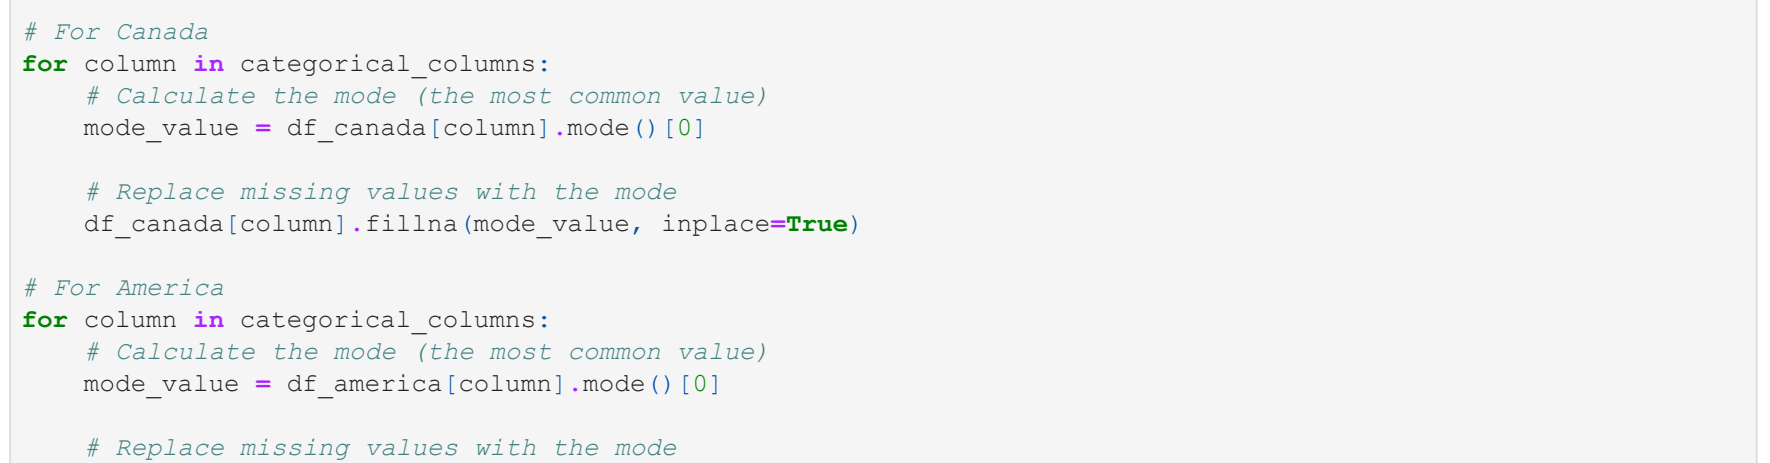 # For Canada
for column in categorical_columns:
    # Calculate the mode (the most common value)
    mode_value = df_canada[column].mode()[0]

    # Replace missing values with the mode
    df_canada[column].fillna(mode_value, inplace=True)

# For America
for column in categorical_columns:
    # Calculate the mode (the most common value)
    mode_value = df_america[column].mode()[0]

    # Replace missing values with the mode